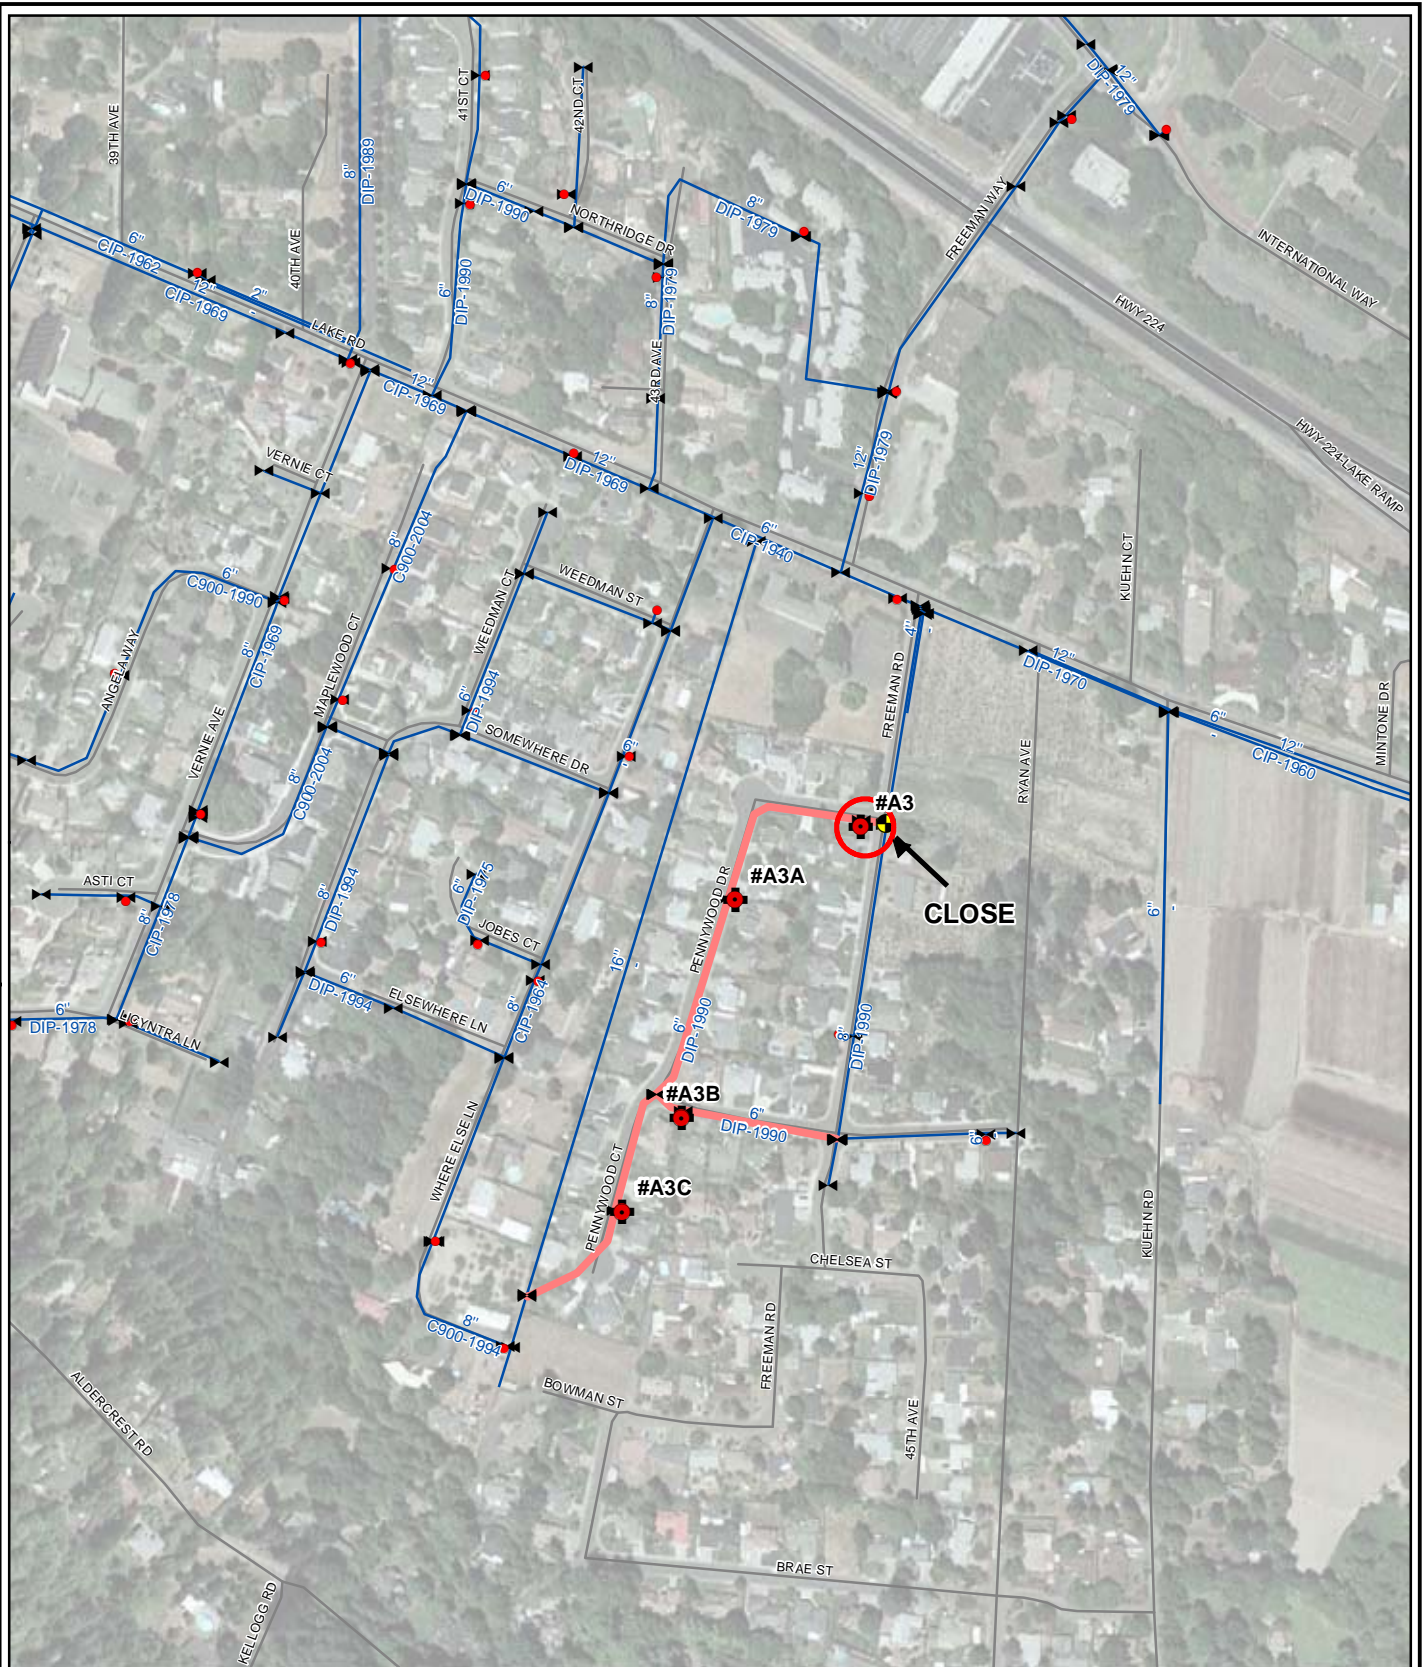 12"
DIP-1979
41ST CT
42ND CT
39TH AVE
8"
DIP-1989
6"
DIP-1990
NORTHRIDGE DR
8"
DIP-1979
FREEMAN WAY
INTERNATIONAL WAY
HWY 224
6"
CIP-1962
40TH AVE
2"
-
12"
CIP-1969
LAKE RD
6"
DIP-1990
8"
DIP-1979
43RD AVE
12"
CIP-1969
HWY 224-LAKE RAMP
VERNIE CT
12"
DIP-1969
12"
DIP-1979
8"
C900-2004
6"
CIP-1940
KUEHN CT
6"
C900-1990
WEEDMAN CT
WEEDMAN ST
4"
-
ANGELA WAY
8"
CIP-1969
MAPLEWOOD CT
6"
DIP-1994
FREEMAN RD
12"
DIP-1970
VERNIE AVE
SOMEWHERE DR
6"
-
RYAN AVE
6"
-
12"
CIP-1960
MINTONE DR
8"
C900-2004
#A3
CLOSE
#A3A
PENNYWOOD DR
ASTI CT
8"
CIP-1978
8"
DIP-1994
6"
DIP-1975
JOBES CT
16"
-
6"
-
6"
DIP-1994
ELSEWHERE LN
8"
CIP-1964
6"
DIP-1990
8"
DIP-1990
6"
DIP-1978
LICYNTRA LN
#A3B
6"
DIP-1990
6"
WHERE ELSE LN
PENNYWOOD CT
#A3C
KUEHN RD
CHELSEA ST
8"
C900-1994
FREEMAN RD
BOWMAN ST
45TH AVE
ALDERCREST RD
BRAE ST
KELLOGG RD